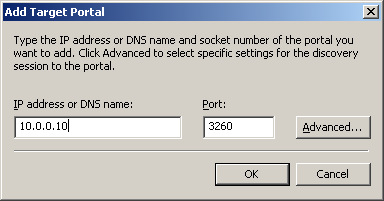 Add Target Portal
Type the IP address or DNS name and socket number of the portal you
want to add. Click Advanced to select specific settings for the discovery
session to the portal.
IP address or DNS name: Port:
10.0.0.10 3260 Advanced...
OK Cancel